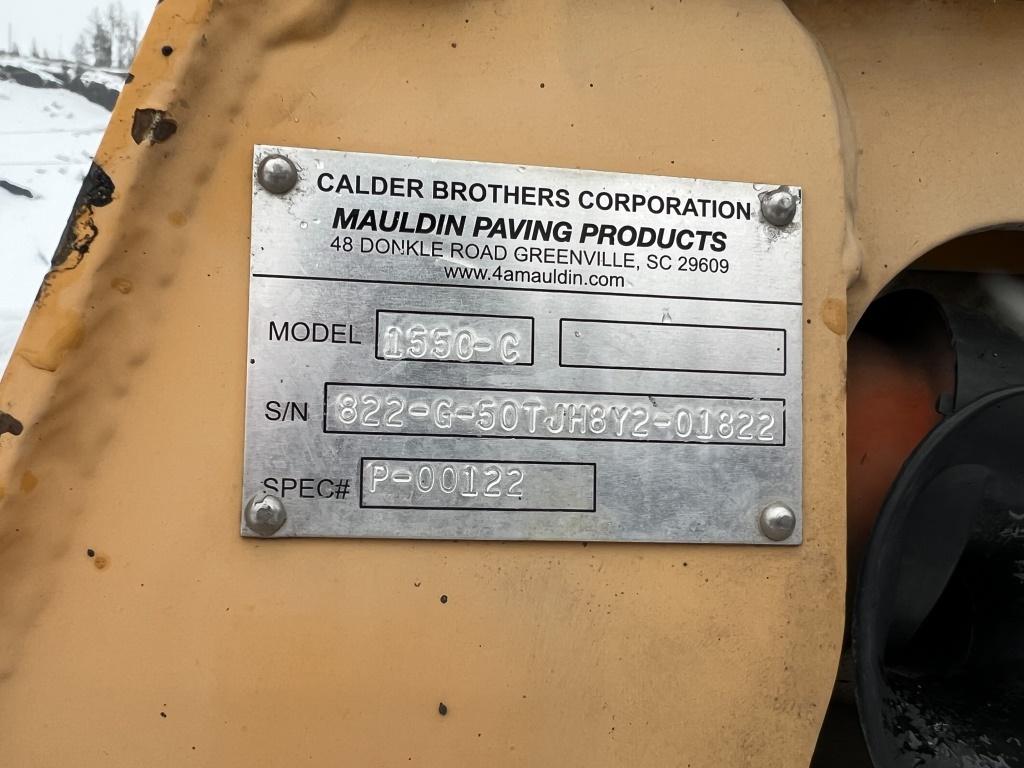 CALDER BROTHERS CORPORATION
MAULDIN PAVING PRODUCTS
48 DONKLE ROAD GREENVILLE, SC 29609
www.4amauldin.com
MODEL 1550-C
S/N 822-G-50TJH8Y2-01822
SPEC# P-00122